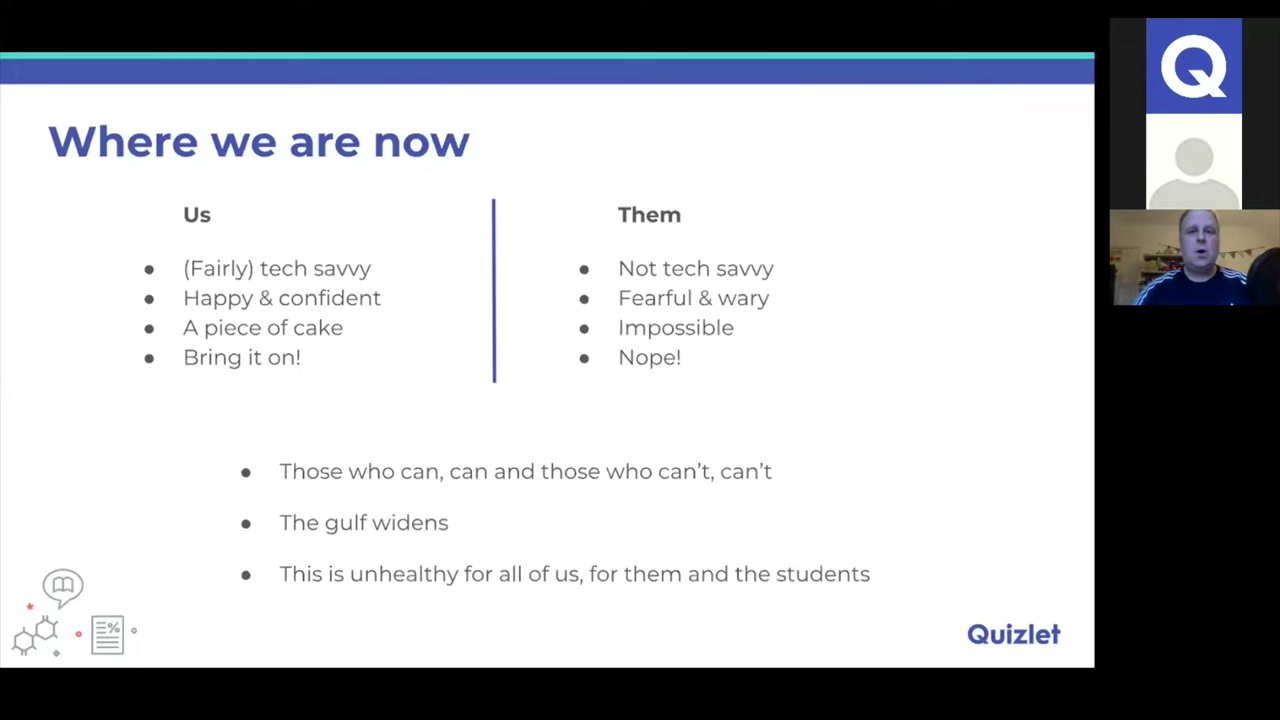 Where we are now
Us
(Fairly) tech savvy
Happy & confident
A piece of cake
Bring it on!
Them
Not tech savvy
Fearful & wary
Impossible
Nope!
Those who can, can and those who can't, can't
The gulf widens
This is unhealthy for all of us, for them and the students
%
Quizlet
Q